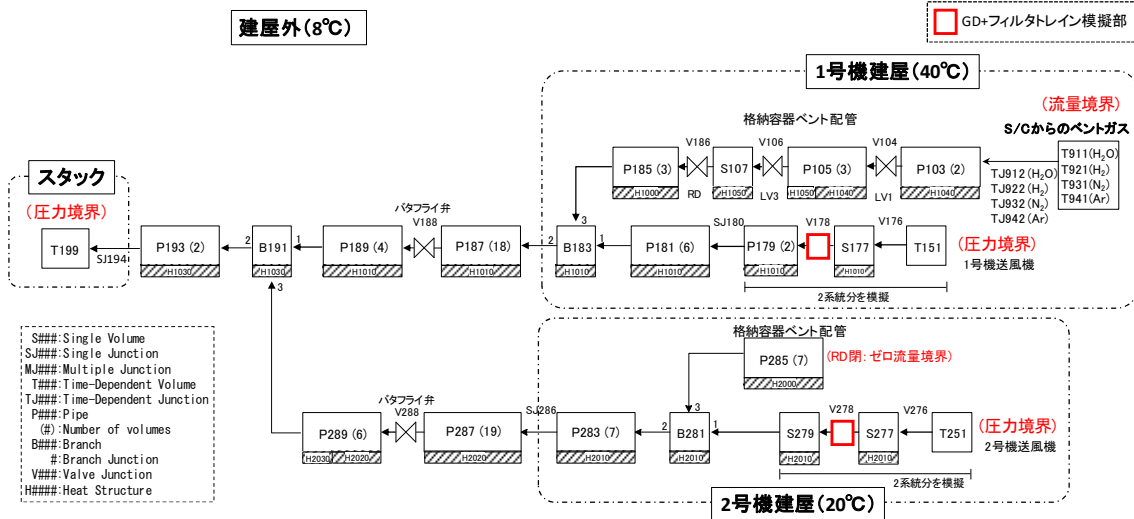 建屋外(8℃)
GD+フィルタトレイン模擬部
1号機建屋(40℃)
(流量境界)
S/Cからのベントガス
格納容器ベント配管
T911(H₂O)
T921(H₂)
T931(N₂)
T941(Ar)
TJ912(H₂O)
TJ922(H₂)
TJ932(N₂)
TJ942(Ar)
V186
V106
V104
P185(3)
S107
P105(3)
P103(2)
H1000
H1050
H1050
H1040
H1040
RD
LV3
LV1
3
スタック
(圧力境界)
T199
SJ194
P193(2)
H1030
2
B191
H1030
1
3
P189(4)
H1010
バタフライ弁
V188
P187(18)
H1010
2
B183
H1010
1
P181(6)
H1010
SJ180
P179(2)
H1010
V178
S177
H1010
V176
T151
(圧力境界)
1号機送風機
2系統分を模擬
S###:Single Volume
SJ###:Single Junction
MJ###:Multiple Junction
T###:Time-Dependent Volume
TJ###:Time-Dependent Junction
P###:Pipe
(#):Number of volumes
B###:Branch
#:Branch Junction
V###:Valve Junction
H####:Heat Structure
格納容器ベント配管
P285(7)
H2000
(RD閉:ゼロ流量境界)
3
P289(6)
H2030
H2020
バタフライ弁
V288
P287(19)
H2020
SJ286
P283(7)
H2010
2
B281
H2010
1
S279
H2010
V278
S277
H2010
V276
T251
(圧力境界)
2号機送風機
2系統分を模擬
2号機建屋(20℃)